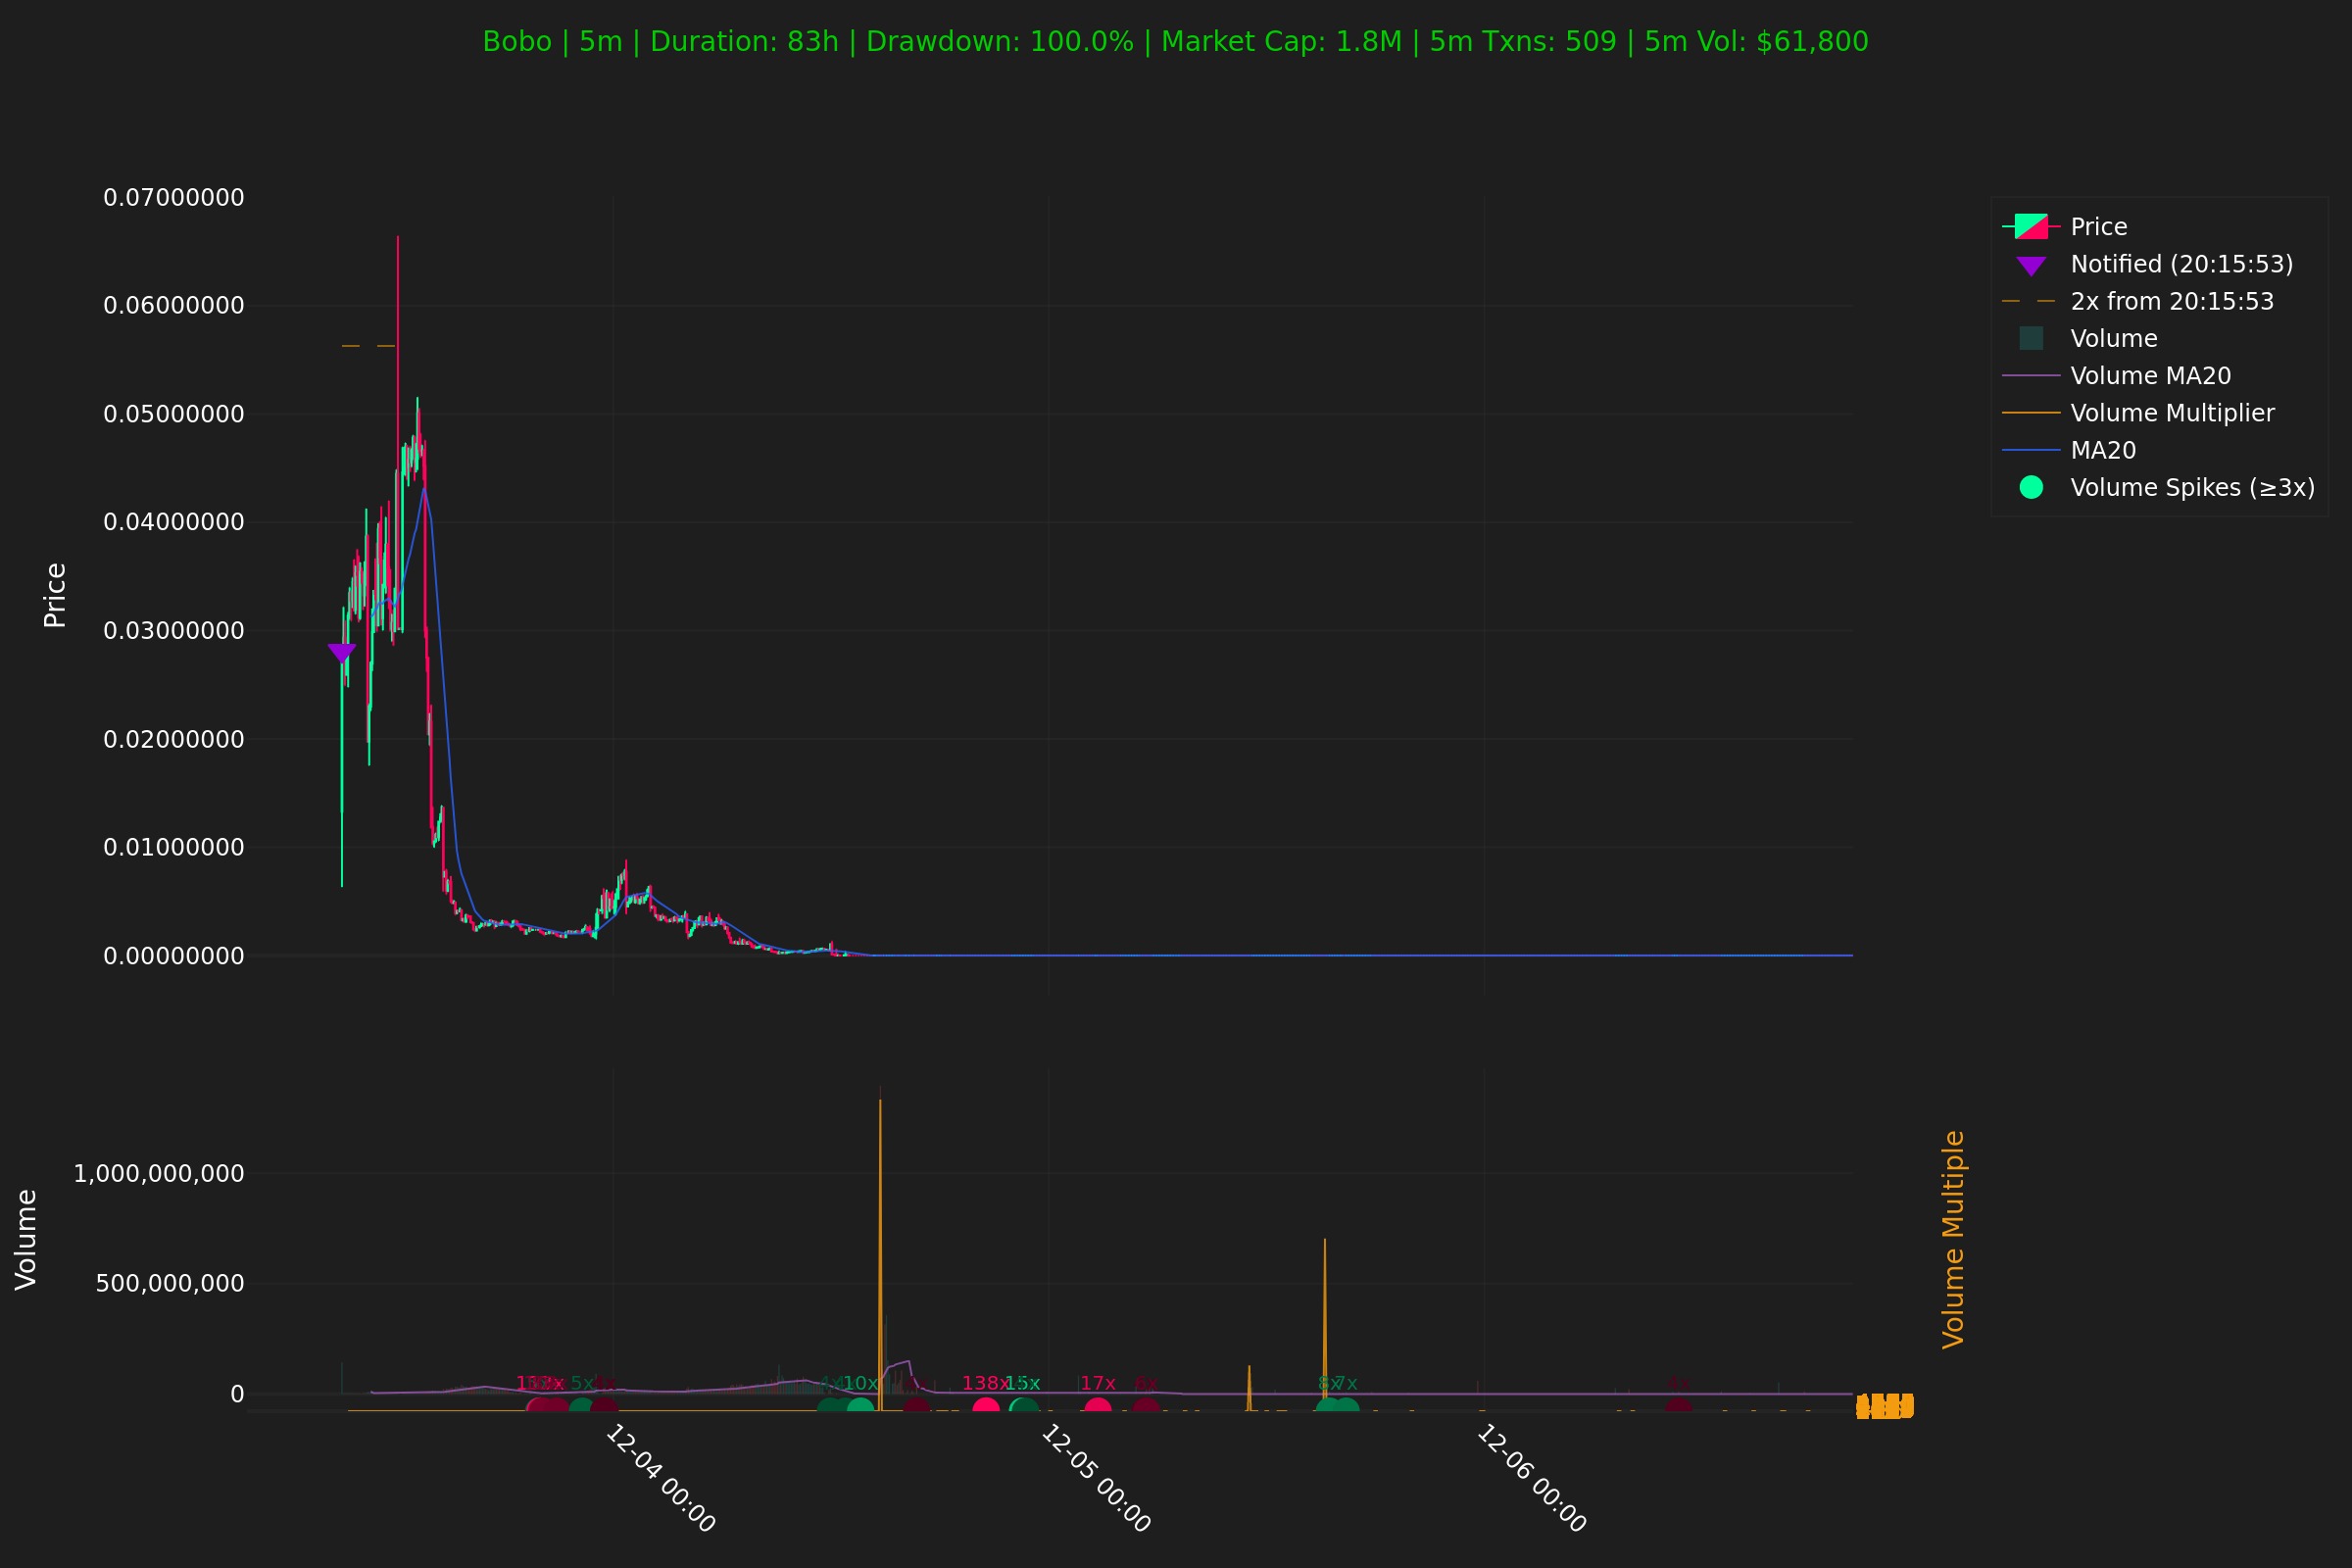 Bobo | 5m | Duration: 83h | Drawdown: 100.0% | Market Cap: 1.8M | 5m Txns: 509 | 5m Vol: $61,800
Price
0.07000000
0.06000000
0.05000000
0.04000000
0.03000000
0.02000000
0.01000000
0.00000000
Price
Notified (20:15:53)
2x from 20:15:53
Volume
Volume MA20
Volume Multiplier
MA20
Volume Spikes (≥3x)
Volume
1,000,000,000
500,000,000
0
5x
10x
138x
15x
17x
6x
8x
7x
Volume Multiple
12-04 00:00
12-05 00:00
12-06 00:00